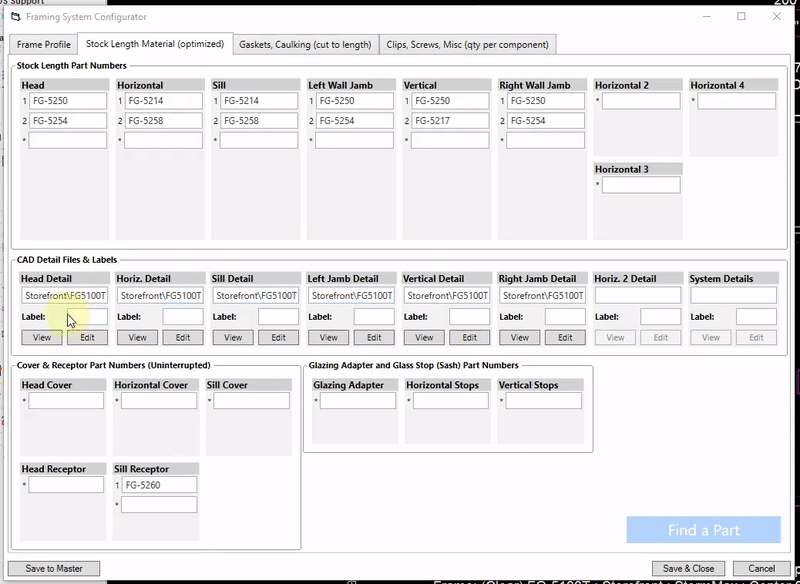 Support
200
Framing System Configurator
Frame Profile Stock Length Material (optimized) Gaskets, Caulking (cut to length) Clips, Screws, Misc (qty per component)
Stock Length Part Numbers
Head Horizontal Sill Left Wall Jamb Vertical Right Wall Jamb Horizontal 2 Horizontal 4
1 FG-5250 1 FG-5214 1 FG-5214 1 FG-5250 1 FG-5250 1 FG-5250 * *
2 FG-5254 2 FG-5258 2 FG-5258 2 FG-5254 2 FG-5217 2 FG-5254
* * * * * *
Horizontal 3
*
CAD Detail Files & Labels
Head Detail Horiz. Detail Sill Detail Left Jamb Detail Vertical Detail Right Jamb Detail Horiz. 2 Detail System Details
Storefront\FG5100T Storefront\FG5100T Storefront\FG5100T Storefront\FG5100T Storefront\FG5100T Storefront\FG5100T
Label: Label: Label: Label: Label: Label: Label: Label:
View Edit View Edit View Edit View Edit View Edit View Edit View Edit View Edit
Cover & Receptor Part Numbers (Uninterrupted) Glazing Adapter and Glass Stop (Sash) Part Numbers
Head Cover Horizontal Cover Sill Cover Glazing Adapter Horizontal Stops Vertical Stops
* * * * * *
Head Receptor Sill Receptor
* 1 FG-5260
*
Find a Part
Save to Master Save & Close Cancel